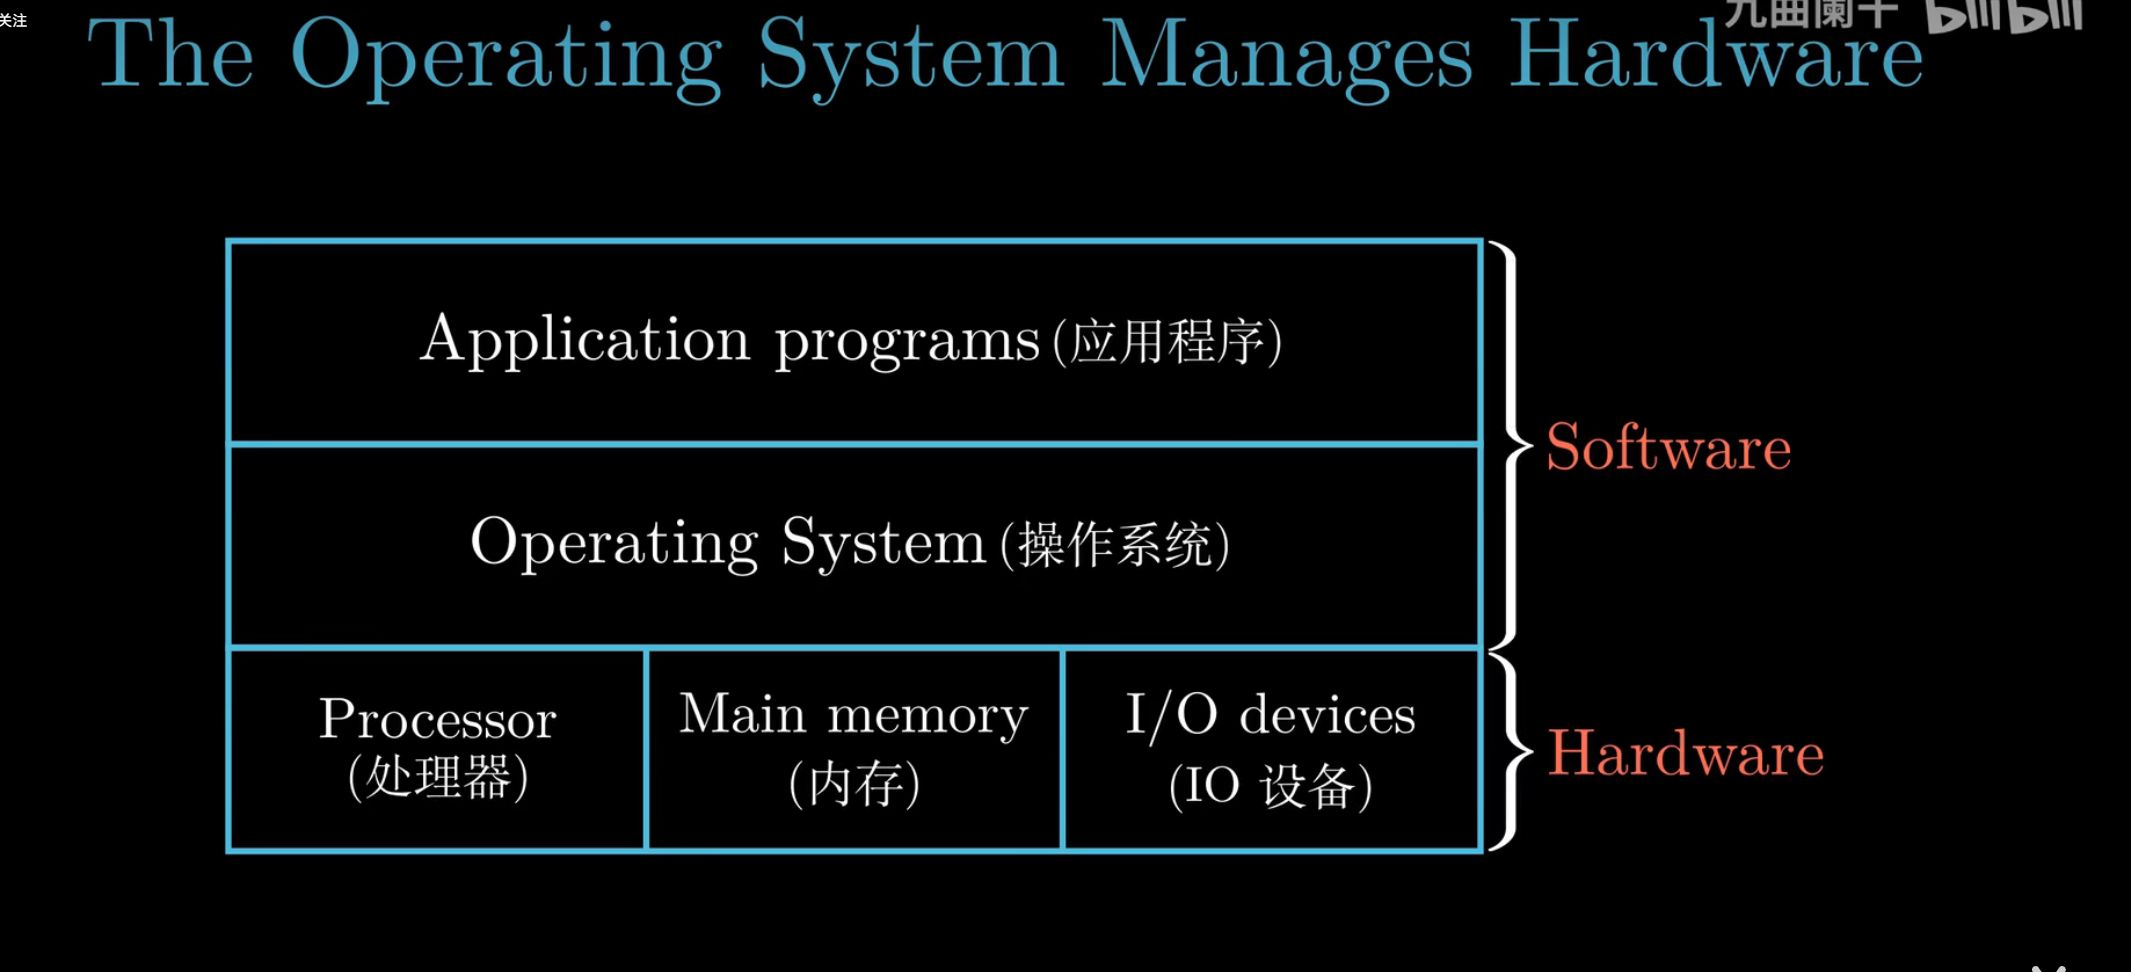 关注
九曲阑干 bilibili
The Operating System Manages Hardware
Application programs(应用程序)
Software
Operating System(操作系统)
Processor
(处理器)
Main memory
(内存)
I/O devices
(IO 设备)
Hardware